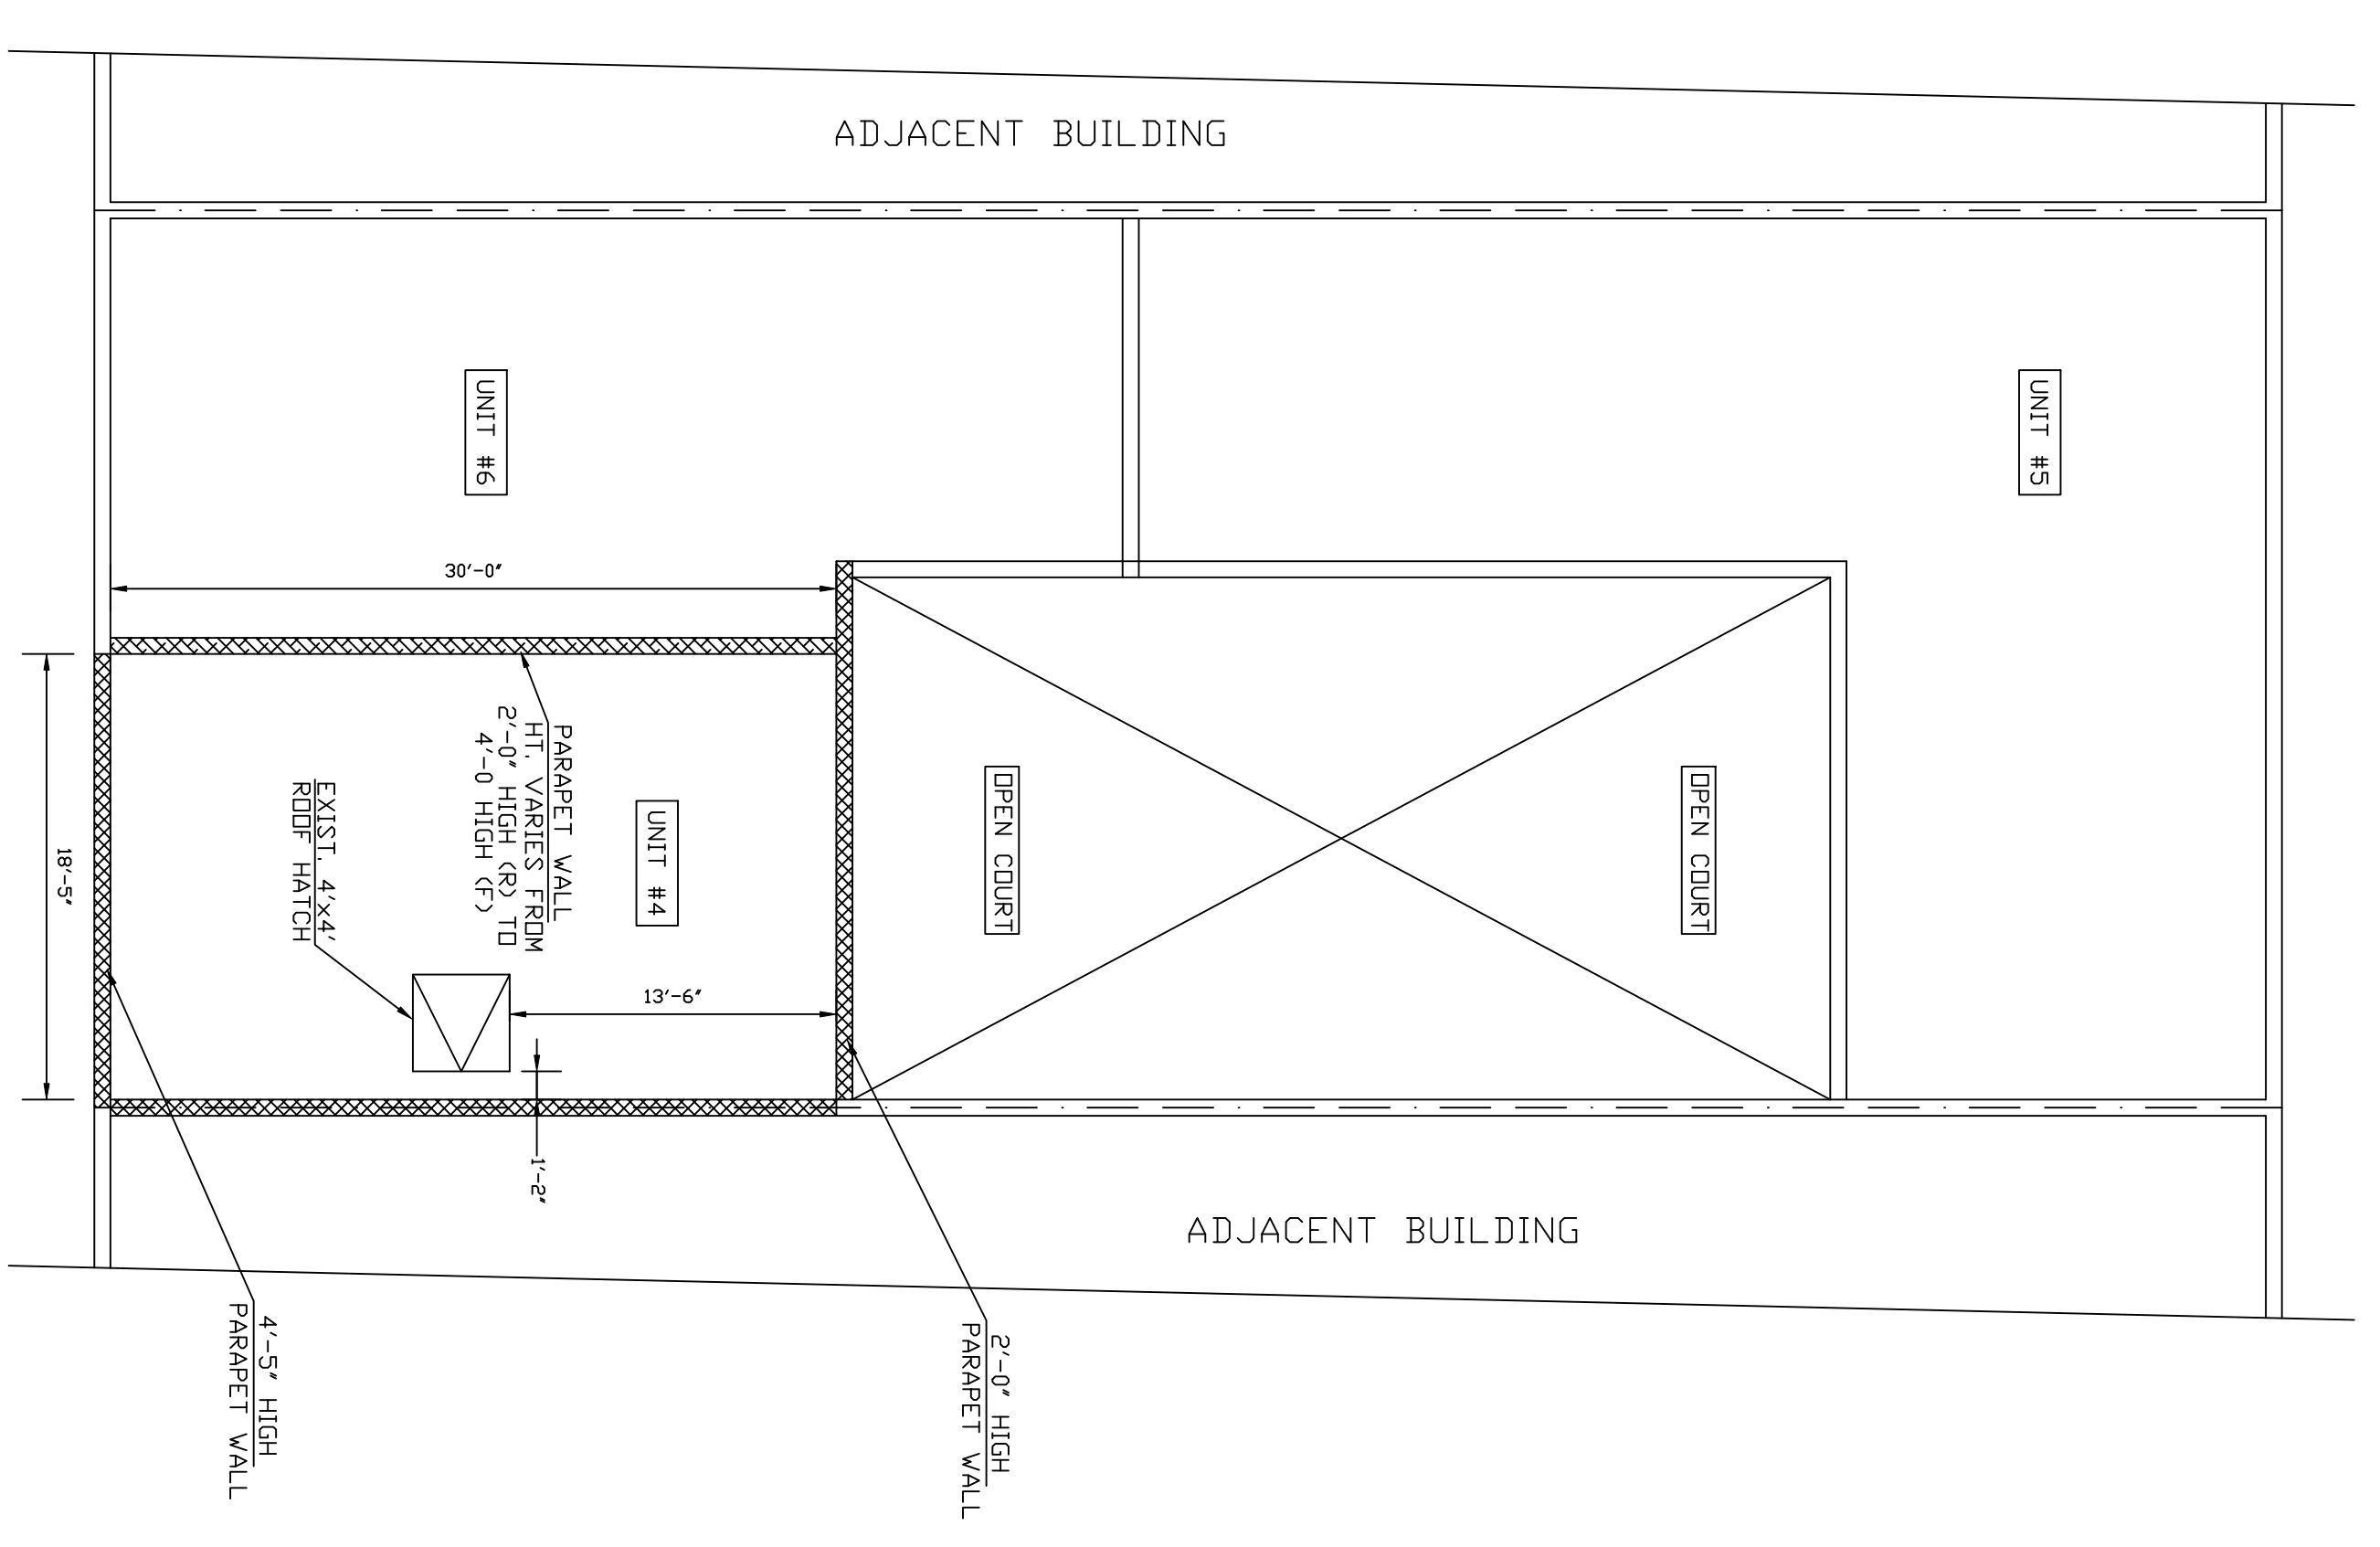 ADJACENT BUILDING
UNIT #6
UNIT #5
30'-0"
PARAPET WALL
HT. VARIES FROM
2'-0" HIGH (R) TO
4'-0 HIGH (F)
UNIT #4
OPEN COURT
OPEN COURT
EXIST. 4'x4'
ROOF HATCH
18'-5"
13'-6"
1'-2"
ADJACENT BUILDING
4'-5" HIGH
PARAPET WALL
2'-0" HIGH
PARAPET WALL